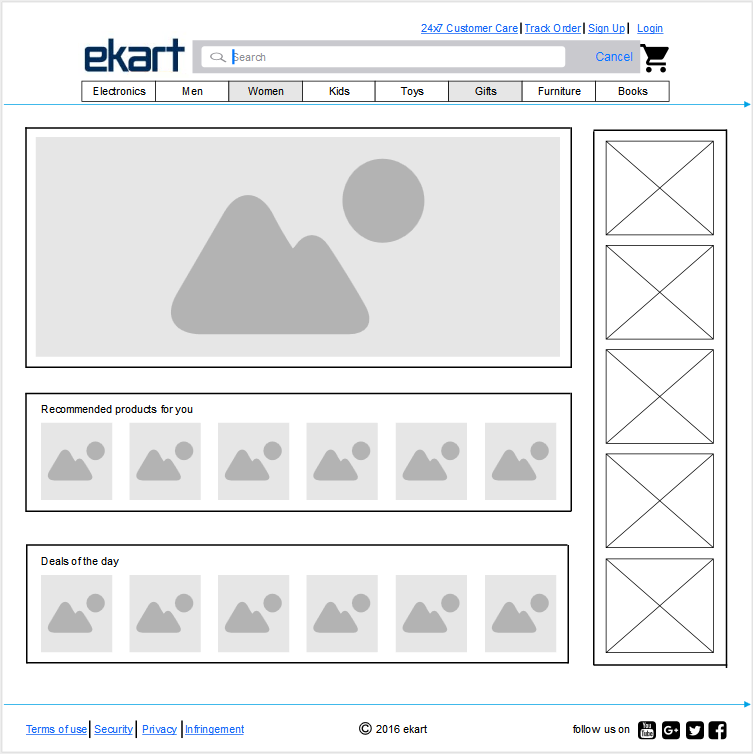 24x7 Customer Care Track Order Sign Up Login
ekart
Search Cancel
Electronics Men Women Kids Toys Gifts Furniture Books
Recommended products for you
Deals of the day
Terms of use Security Privacy Infringement © 2016 ekart follow us on You Tube G+ f